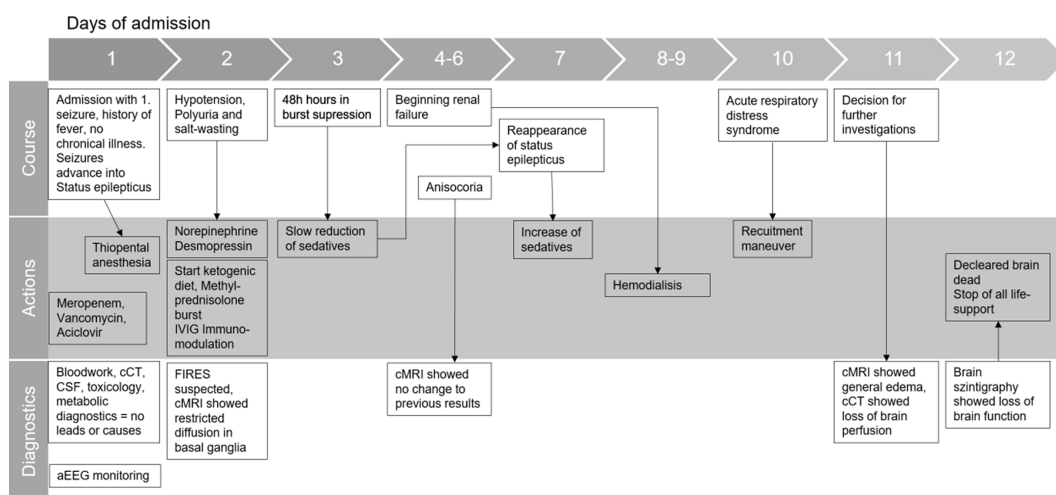 Days of admission
1
2
3
4-6
7
8-9
10
11
12
Course
Admission with 1.
seizure, history of
fever, no
chronical illness.
Seizures
advance into
Status epilepticus
Hypotension,
Polyuria and
salt-wasting
48h hours in
burst supression
Beginning renal
failure
Anisocoria
Reappearance
of status
epilepticus
Acute respiratory
distress
syndrome
Decision for
further
investigations
Actions
Thiopental
anesthesia
Meropenem,
Vancomycin,
Aciclovir
Norepinephrine
Desmopressin
Start ketogenic
diet, Methyl-
prednisolone
burst
IVIG Immuno-
modulation
Slow reduction
of sedatives
Increase of
sedatives
Hemodialisis
Recuitment
maneuver
Decleared brain
dead
Stop of all life-
support
Diagnostics
Bloodwork, cCT,
CSF, toxicology,
metabolic
diagnostics = no
leads or causes
aEEG monitoring
FIRES
suspected,
cMRI showed
restricted
diffusion in
basal ganglia
cMRI showed
no change to
previous results
cMRI showed
general edema,
cCT showed
loss of brain
perfusion
Brain
szintigraphy
showed loss of
brain function